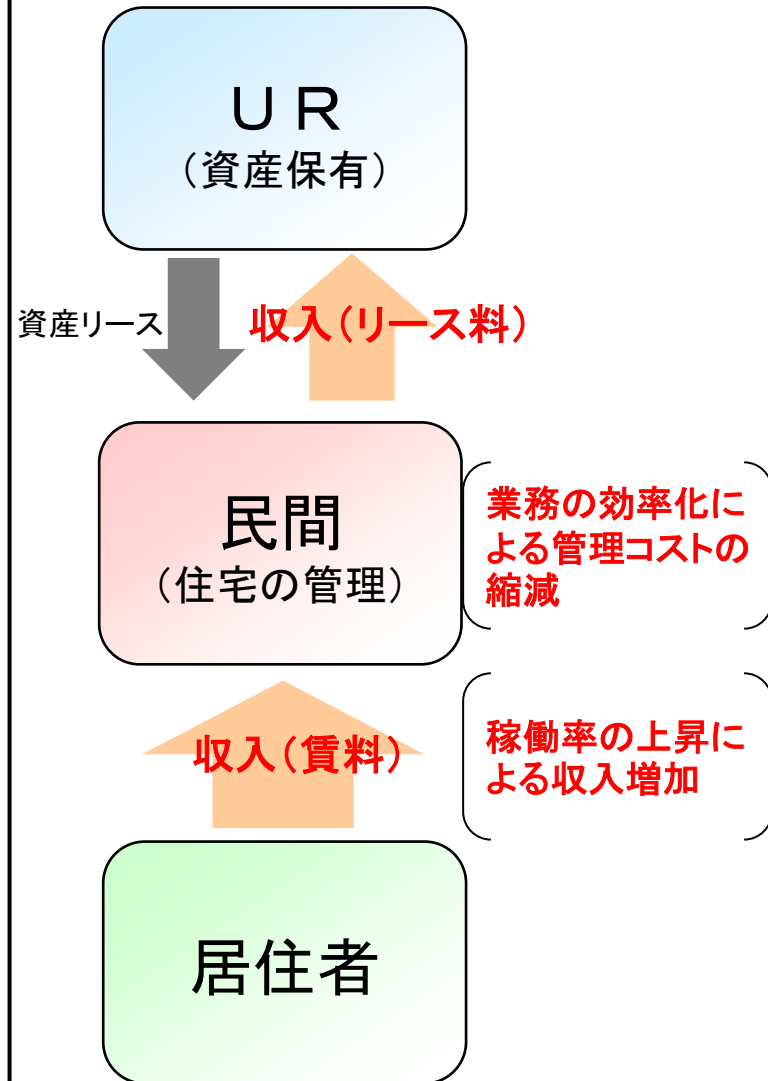 ＵＲ
（資産保有）
資産リース
収入（リース料）
民間
（住宅の管理）
業務の効率化に
よる管理コストの
縮減
収入（賃料）
稼働率の上昇に
よる収入増加
居住者